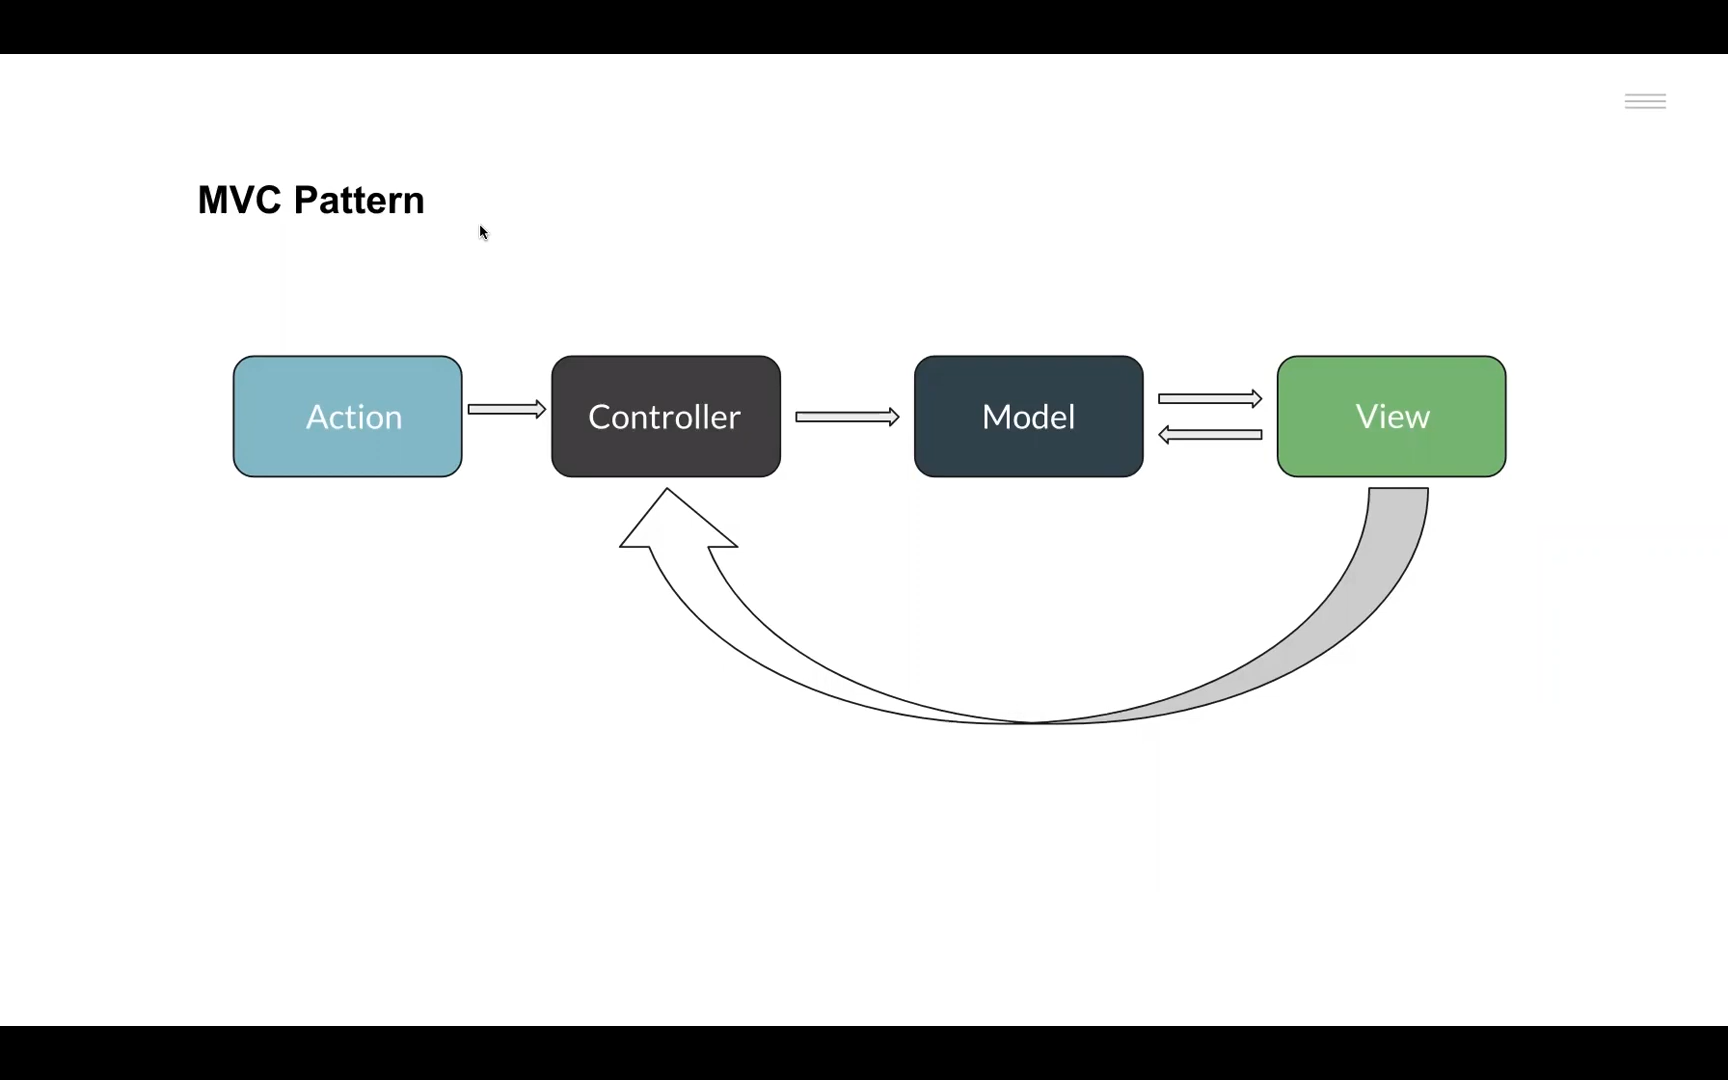 MVC Pattern
Action
Controller
Model
View